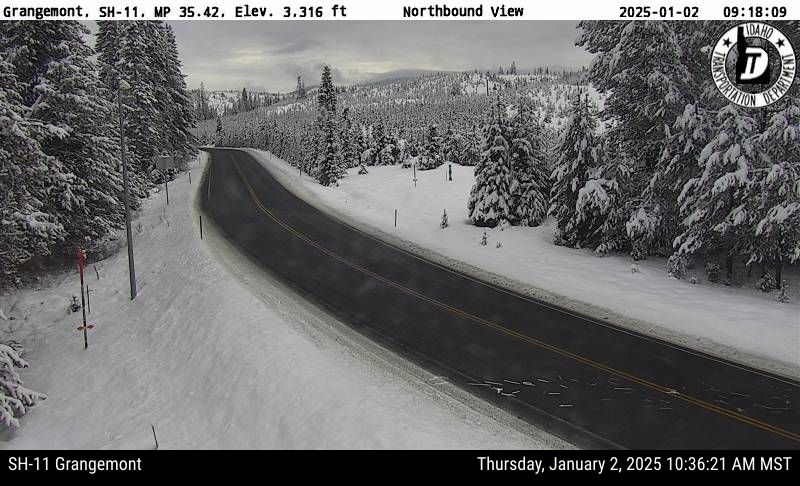 Grangemont, SH-11, MP 35.42, Elev. 3,316 ft Northbound View 2025-01-02 09:18:09
IDAHO
TRANSPORTATION DEPARTMENT
SH-11 Grangemont Thursday, January 2, 2025 10:36:21 AM MST